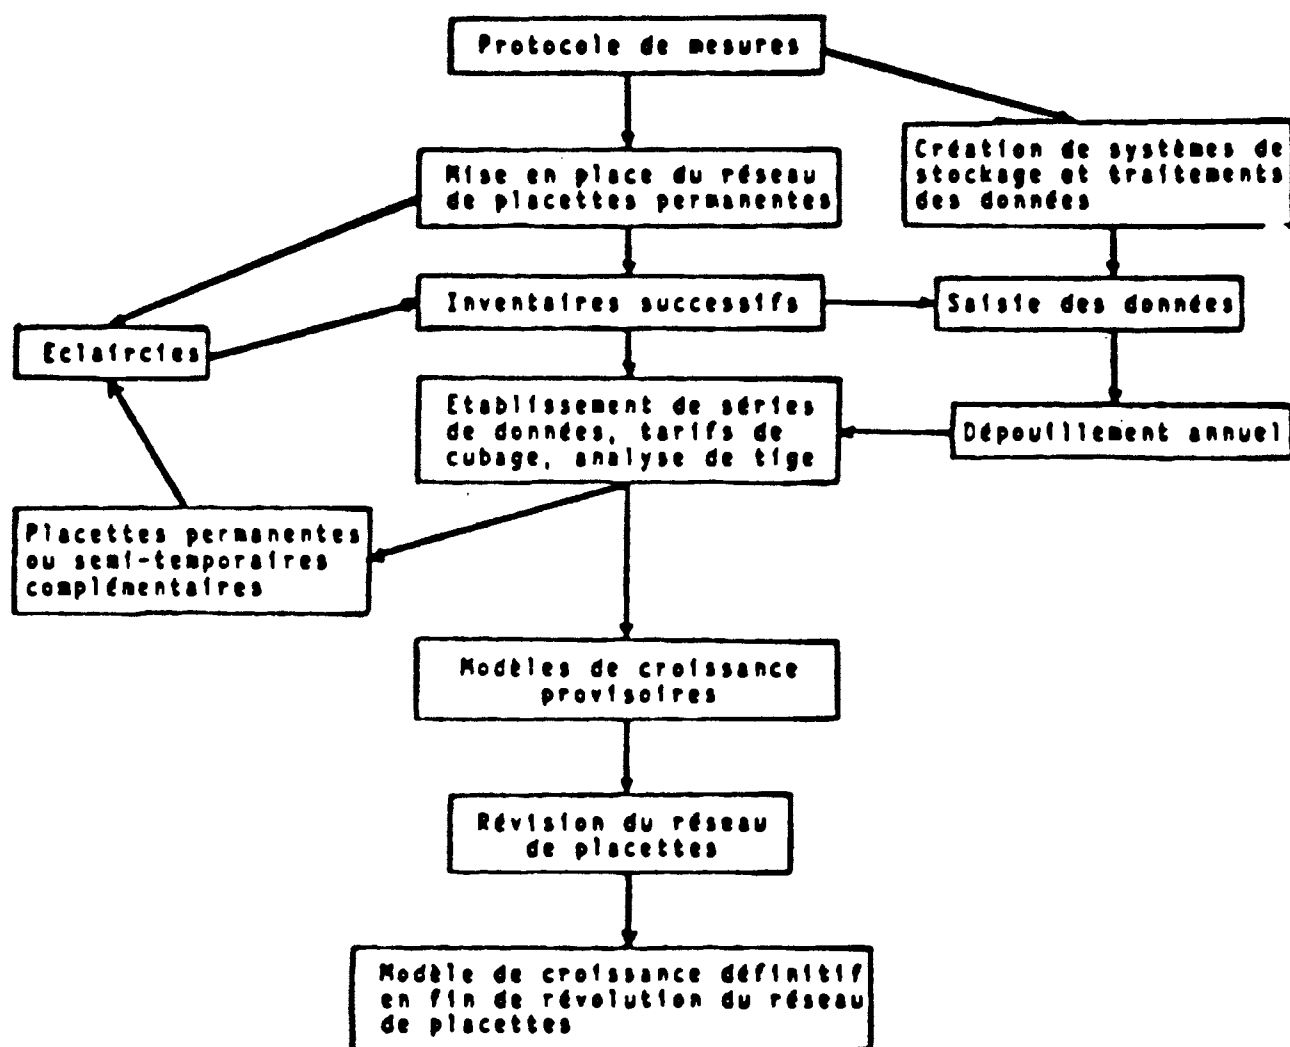 Protocole de mesures
Création de systèmes de
stockage et traitements
des données
Mise en place du réseau
de placettes permanentes
Inventaires successifs
Saisie des données
Eclaircies
Etablissement de séries
de données, tarifs de
cubage, analyse de tige
Dépouillement annuel
Placettes permanentes
ou semi-temporaires
complémentaires
Modèles de croissance
provisoires
Révision du réseau
de placettes
Modèle de croissance définitif
en fin de révolution du réseau
de placettes